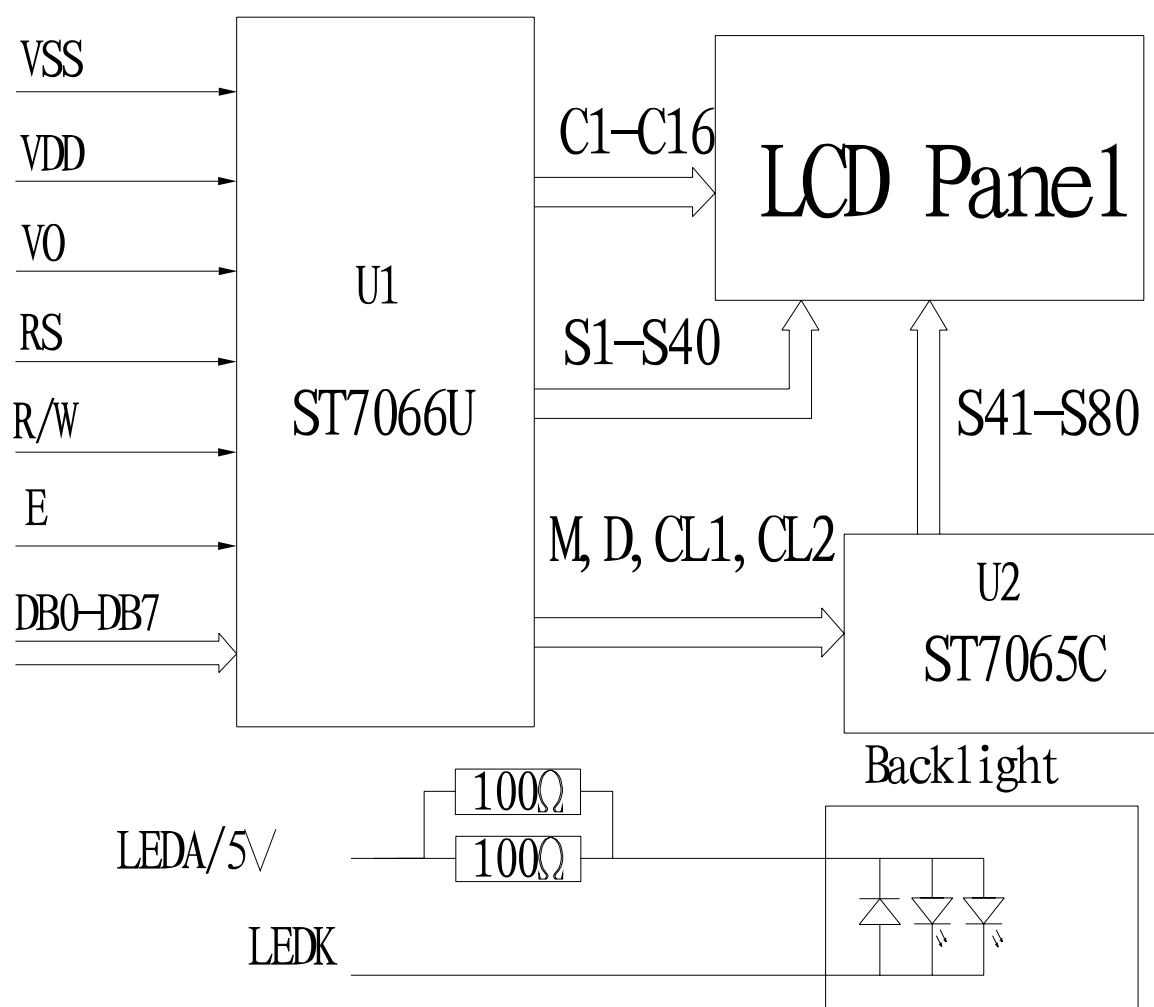 VSS
VDD
VO
RS
R/W
E
DB0-DB7
U1
ST7066U
C1-C16
LCD Panel
S1-S40
S41-S80
M, D, CL1, CL2
U2
ST7065C
Backlight
100Ω
100Ω
LEDA/5V
LEDK